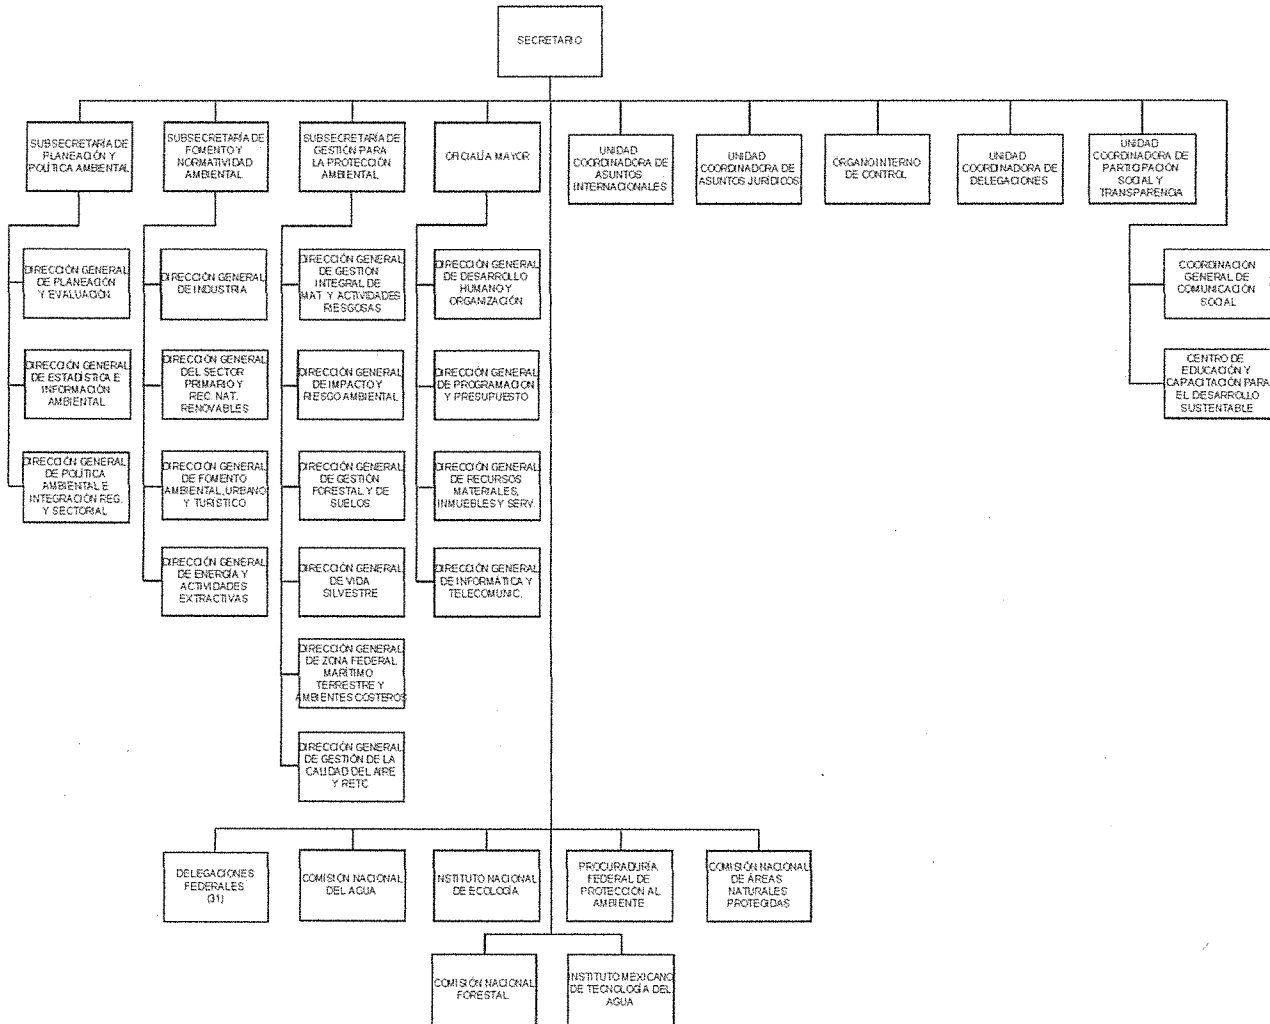 SECRETARIO
SUBSECRETARÍA DE
PLANEACIÓN Y
POLÍTICA AMBIENTAL
SUBSECRETARÍA DE
FOMENTO Y
NORMATIVIDAD
AMBIENTAL
SUBSECRETARÍA DE
GESTIÓN PARA
LA PROTECCIÓN
AMBIENTAL
OFICIALÍA MAYOR
UNIDAD
COORDINADORA DE
ASUNTOS
INTERNACIONALES
UNIDAD
COORDINADORA DE
ASUNTOS JURÍDICOS
ÓRGANO INTERNO
DE CONTROL
UNIDAD
COORDINADORA DE
DELEGACIONES
UNIDAD
COORDINADORA DE
PARTICIPACIÓN
SOCIAL Y
TRANSPARENCIA
DIRECCIÓN GENERAL
DE PLANEACIÓN
Y EVALUACIÓN
DIRECCIÓN GENERAL
DE ESTADÍSTICA E
INFORMACIÓN
AMBIENTAL
DIRECCIÓN GENERAL
DE POLÍTICA
AMBIENTAL E
INTEGRACIÓN REG.
Y SECTORIAL
DIRECCIÓN GENERAL
DE INDUSTRIA
DIRECCIÓN GENERAL
DEL SECTOR
PRIMARIO Y
REC. NAT.
RENOVABLES
DIRECCIÓN GENERAL
DE FOMENTO
AMBIENTAL, URBANO
Y TURISTICO
DIRECCIÓN GENERAL
DE ENERGÍA Y
ACTIVIDADES
EXTRACTIVAS
DIRECCIÓN GENERAL
DE GESTIÓN
INTEGRAL DE
MAT. Y ACTIVIDADES
RIESGOSAS
DIRECCIÓN GENERAL
DE IMPACTO Y
RIESGO AMBIENTAL
DIRECCIÓN GENERAL
DE GESTIÓN
FORESTAL Y DE
SUELOS
DIRECCIÓN GENERAL
DE VIDA
SILVESTRE
DIRECCIÓN GENERAL
DE ZONA FEDERAL
MARÍTIMO
TERRESTRE Y
AMBIENTES COSTEROS
DIRECCIÓN GENERAL
DE GESTIÓN DE LA
CALIDAD DEL AIRE
Y RETC
DIRECCIÓN GENERAL
DE DESARROLLO
HUMANO Y
ORGANIZACIÓN
DIRECCIÓN GENERAL
DE PROGRAMACION
Y PRESUPUESTO
DIRECCIÓN GENERAL
DE RECURSOS
MATERIALES,
INMUEBLES Y SERV.
DIRECCIÓN GENERAL
DE INFORMÁTICA Y
TELECOMUNIC.
COORDINACIÓN
GENERAL DE
COMUNICACIÓN
SOCIAL
CENTRO DE
EDUCACIÓN Y
CAPACITACIÓN PARA
EL DESARROLLO
SUSTENTABLE
DELEGACIONES
FEDERALES
(31)
COMISIÓN NACIONAL
DEL AGUA
INSTITUTO NACIONAL
DE ECOLOGÍA
PROCURADURÍA
FEDERAL DE
PROTECCIÓN AL
AMBIENTE
COMISIÓN NACIONAL
DE ÁREAS
NATURALES
PROTEGIDAS
COMISIÓN NACIONAL
FORESTAL
INSTITUTO MEXICANO
DE TECNOLOGÍA DEL
AGUA